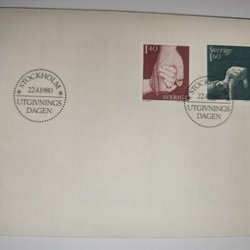 STOCKHOLM
22.4.1980
UTGIVNINGS
DAGEN
1.40
SVERIGE
Sverige
1.60
STOCKHOLM
22.4.1980
UTGIVNINGS
DAGEN